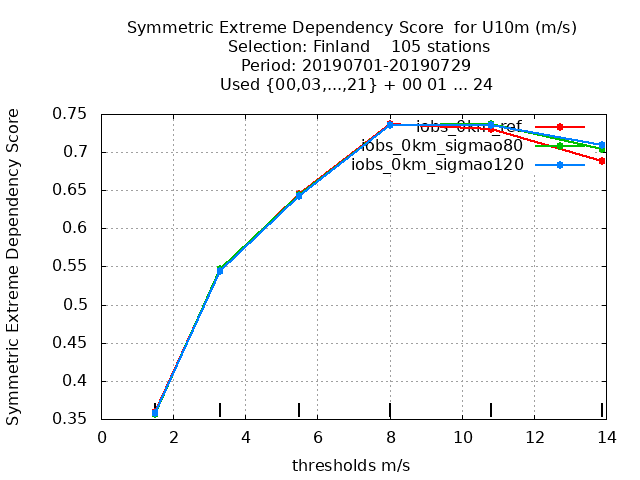 Symmetric Extreme Dependency Score  for U10m (m/s)
Selection: Finland    105 stations
Period: 20190701-20190729
Used {00,03,...,21} + 00 01 ... 24
Symmetric Extreme Dependency Score
0.75
0.7
0.65
0.6
0.55
0.5
0.45
0.4
0.35
iobs_0km_ref
iobs_0km_sigmao80
iobs_0km_sigmao120
0 2 4 6 8 10 12 14
thresholds m/s